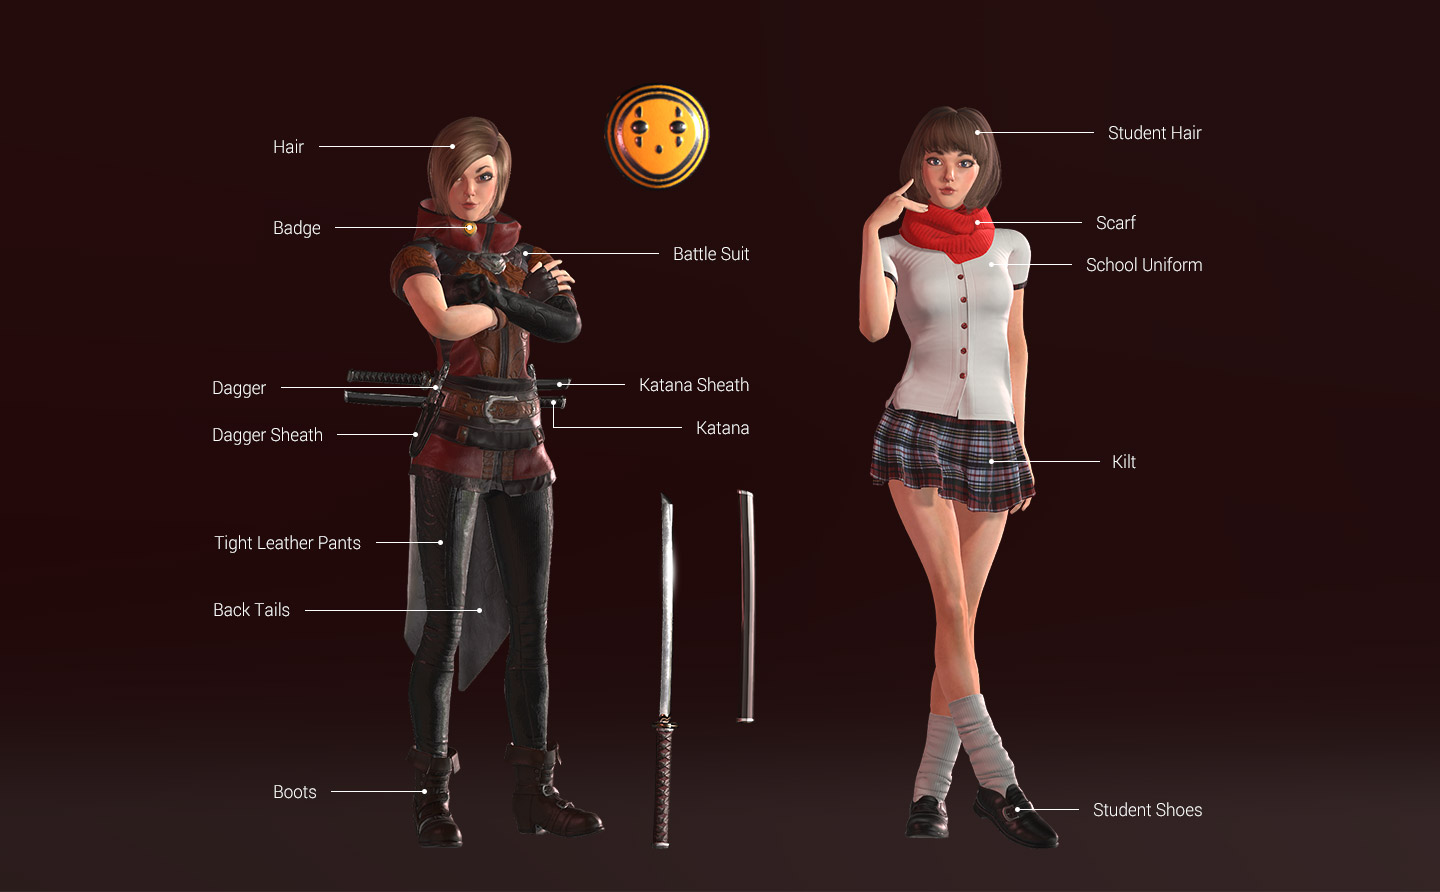 Hair
Badge
Battle Suit
Dagger
Dagger Sheath
Katana Sheath
Katana
Tight Leather Pants
Back Tails
Boots
Student Hair
Scarf
School Uniform
Kilt
Student Shoes